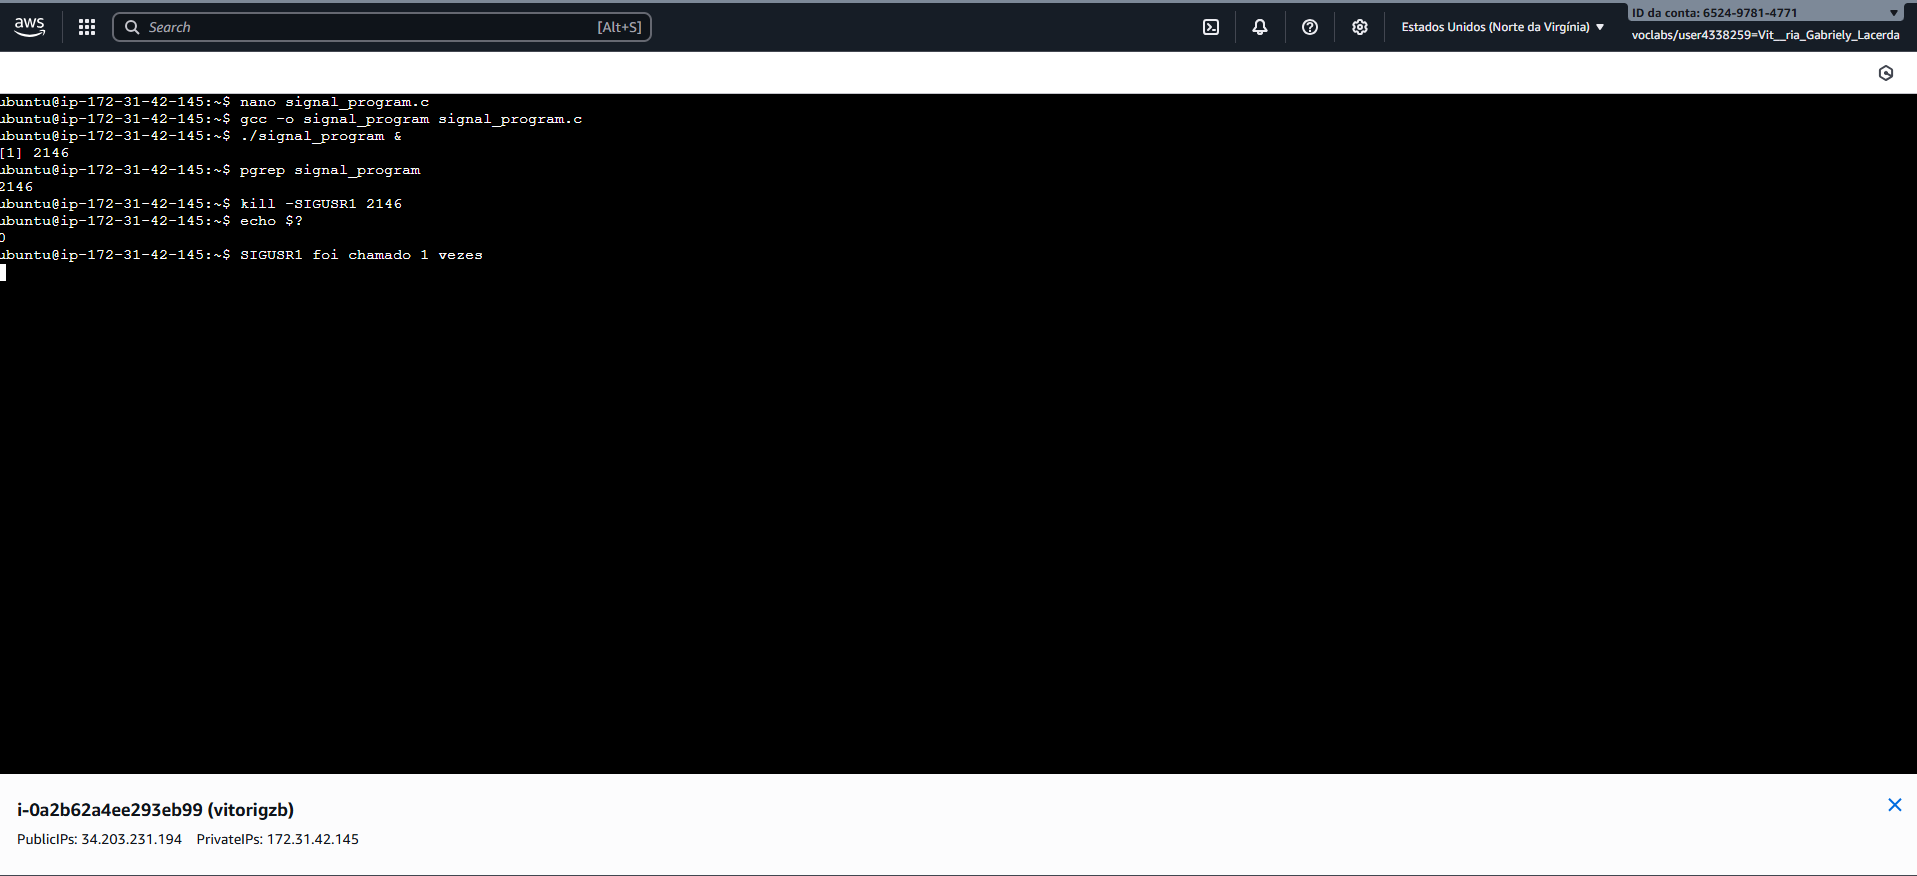 aws
Search [Alt+S]
Estados Unidos (Norte da Virgínia)
ID da conta: 6524-9781-4771
voclabs/user4338259=Vit__ria_Gabriely_Lacerda
ubuntu@ip-172-31-42-145:~$ nano signal_program.c
ubuntu@ip-172-31-42-145:~$ gcc -o signal_program signal_program.c
ubuntu@ip-172-31-42-145:~$ ./signal_program &
[1] 2146
ubuntu@ip-172-31-42-145:~$ pgrep signal_program
2146
ubuntu@ip-172-31-42-145:~$ kill -SIGUSR1 2146
ubuntu@ip-172-31-42-145:~$ echo $?
0
ubuntu@ip-172-31-42-145:~$ SIGUSR1 foi chamado 1 vezes
i-0a2b62a4ee293eb99 (vitorigzb)
PublicIPs: 34.203.231.194 PrivateIPs: 172.31.42.145